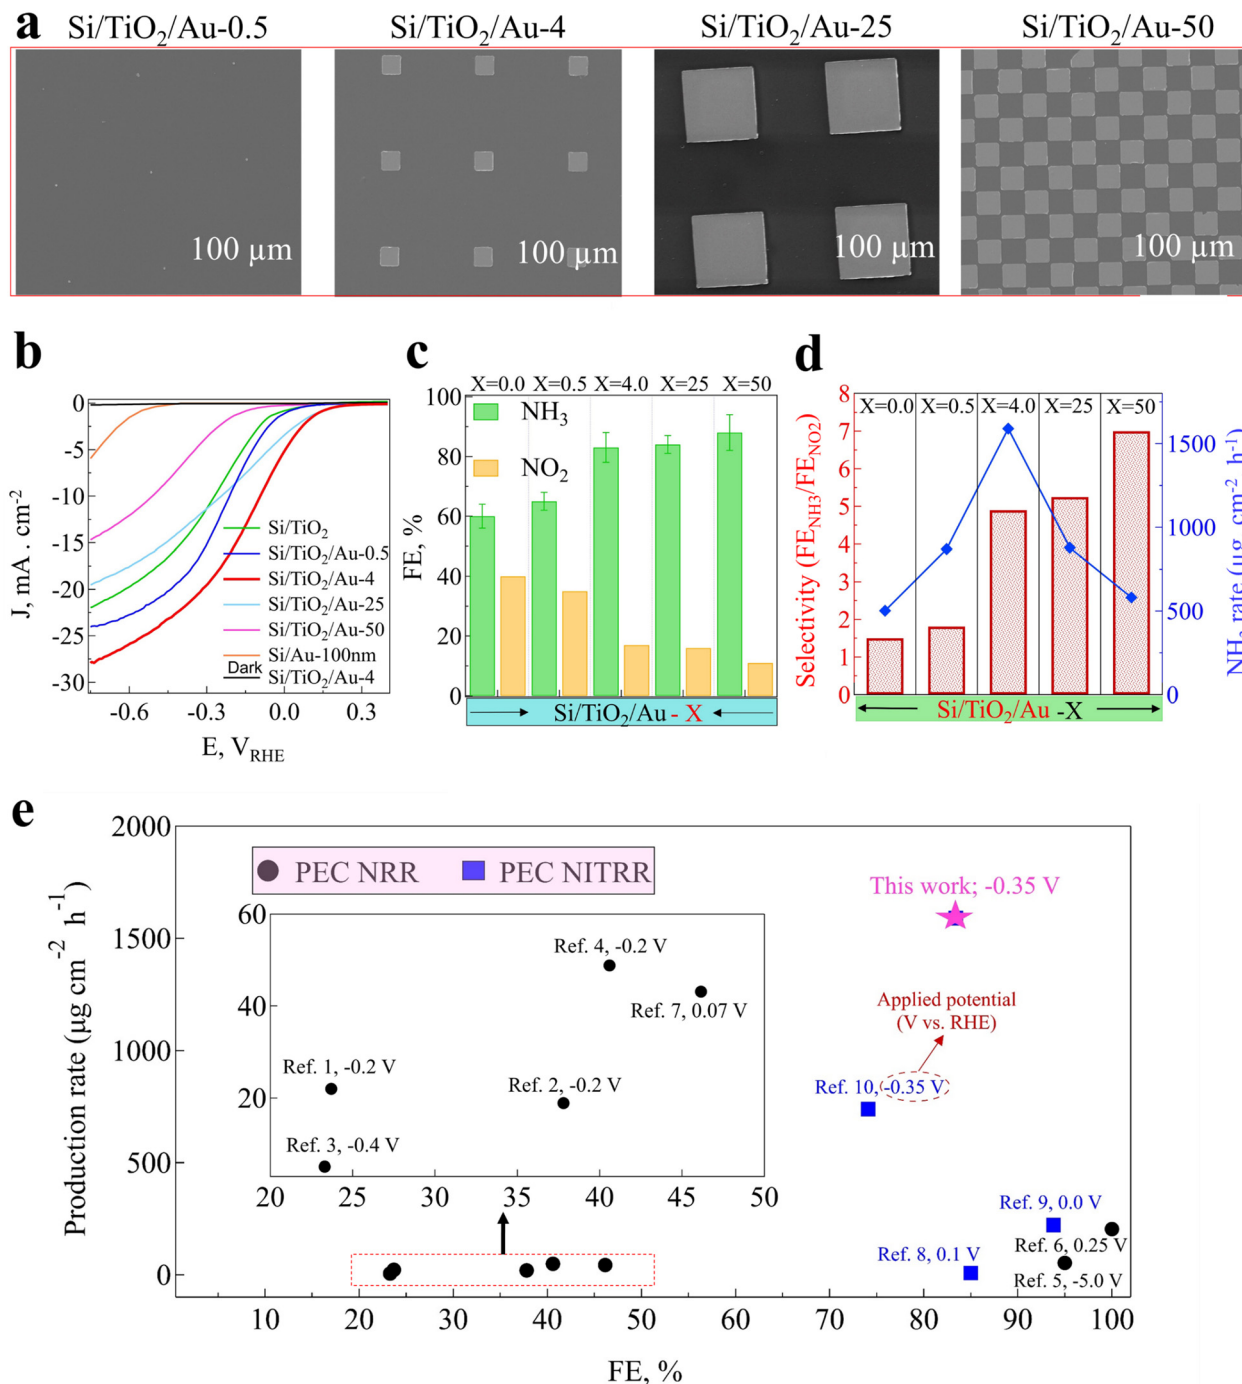 a
Si/TiO₂/Au-0.5
Si/TiO₂/Au-4
Si/TiO₂/Au-25
Si/TiO₂/Au-50
100 µm
100 µm
100 µm
100 µm
b
0
-5
-10
-15
-20
-25
-30
J, mA . cm⁻²
Si/TiO₂
Si/TiO₂/Au-0.5
Si/TiO₂/Au-4
Si/TiO₂/Au-25
Si/TiO₂/Au-50
Si/Au-100nm
Dark
Si/TiO₂/Au-4
-0.6
-0.3
0.0
0.4
E, V_RHE
c
X=0.0
X=0.5
X=4.0
X=25
X=50
100
80
60
40
20
0
FE, %
NH₃
NO₂
Si/TiO₂/Au - X
d
8
7
6
5
4
3
2
1
0
Selectivity (FE_NH3/FE_NO2)
X=0.0
X=0.5
X=4.0
X=25
X=50
1500
1000
500
0
NH₃ rate (µg cm⁻² h⁻¹)
Si/TiO₂/Au -X
e
2000
1500
1000
500
0
Production rate (µg cm⁻² h⁻¹)
PEC NRR
PEC NITRR
60
40
20
Ref. 4, -0.2 V
Ref. 7, 0.07 V
Ref. 1, -0.2 V
Ref. 2, -0.2 V
Ref. 3, -0.4 V
20
25
30
35
40
45
50
This work; -0.35 V
Applied potential
(V vs. RHE)
Ref. 10, -0.35 V
Ref. 9, 0.0 V
Ref. 6, 0.25 V
Ref. 8, 0.1 V
Ref. 5, -5.0 V
10
20
30
40
50
60
70
80
90
100
FE, %